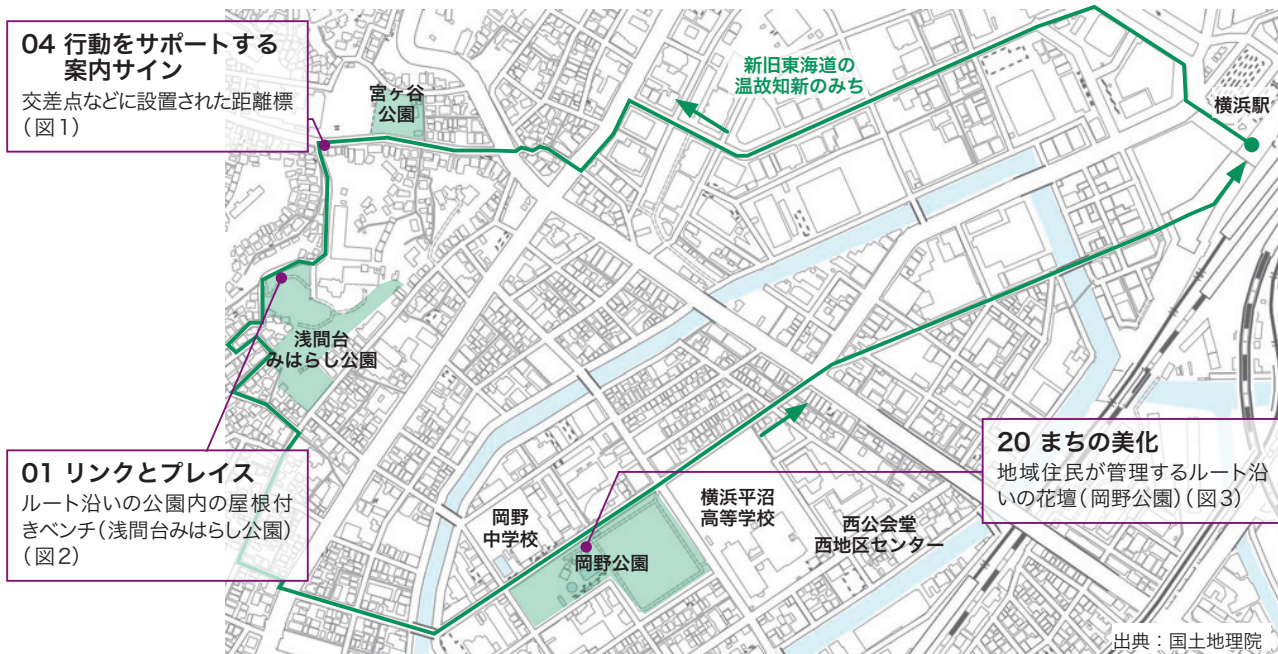 04 行動をサポートする
案内サイン
交差点などに設置された距離標
(図1)
宮ヶ谷
公園
新旧東海道の
温故知新のみち
横浜駅
浅間台
みはらし公園
01 リンクとプレイス
ルート沿いの公園内の屋根付
きベンチ(浅間台みはらし公園)
(図2)
岡野
中学校
岡野公園
横浜平沼
高等学校
西公会堂
西地区センター
20 まちの美化
地域住民が管理するルート沿
いの花壇(岡野公園)(図3)
出典:国土地理院